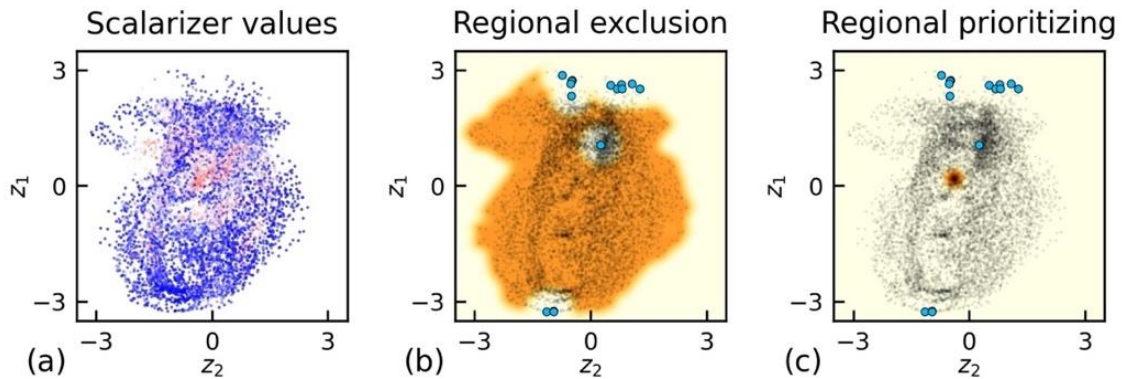 Scalarizer values
Regional exclusion
Regional prioritizing
3
0
−3
z1
−3
0
3
z2
(a)
3
0
−3
z1
−3
0
3
z2
(b)
3
0
−3
z1
−3
0
3
z2
(c)